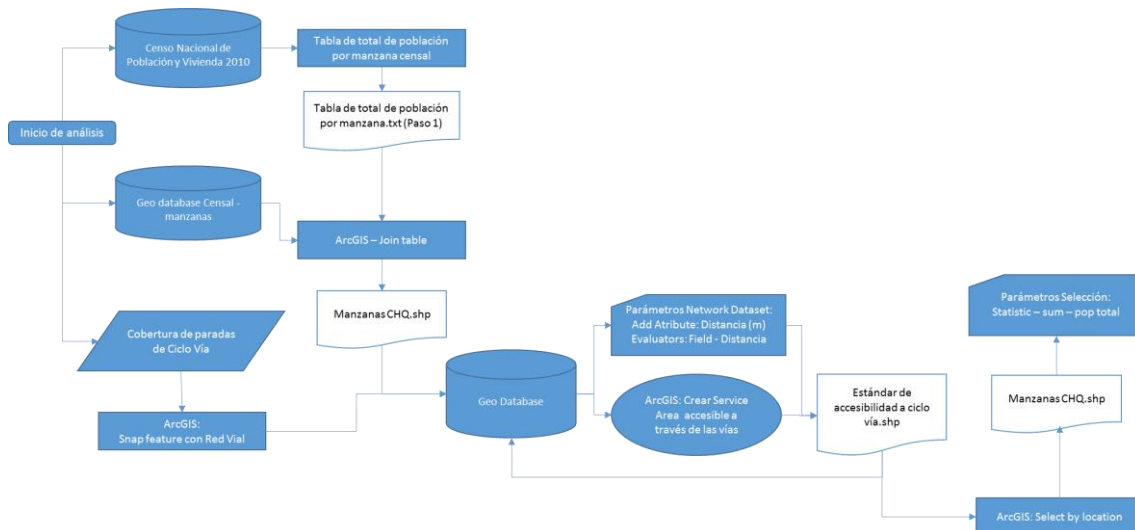 Inicio de análisis
Censo Nacional de
Población y Vivienda 2010
Tabla de total de población
por manzana censal
Tabla de total de población
por manzana.txt (Paso 1)
Geo database Censal -
manzanas
ArcGIS – Join table
Manzanas CHQ.shp
Cobertura de paradas
de Ciclo Vía
ArcGIS:
Snap feature con Red Vial
Geo Database
Parámetros Network Dataset:
Add Atribute: Distancia (m)
Evaluators: Field - Distancia
ArcGIS: Crear Service
Area accesible a
través de las vías
Estándar de
accesibilidad a ciclo
vía.shp
Parámetros Selección:
Statistic – sum – pop total
Manzanas CHQ.shp
ArcGIS: Select by location